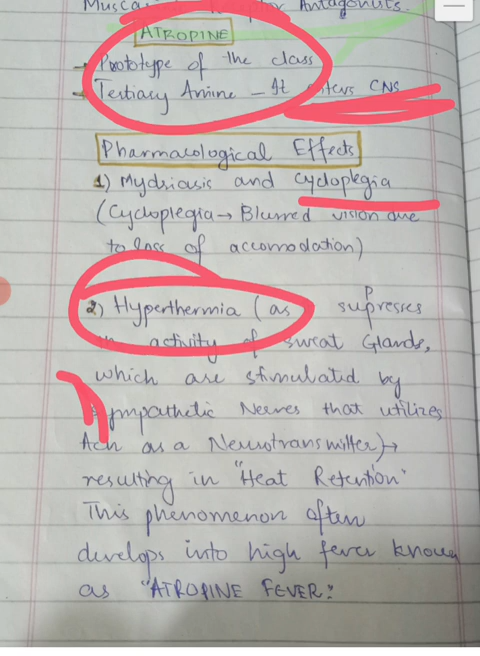 Antagonists.
ATROPINE
→ Prototype of the class
→ Tertiary Amine – It enters CNS
Pharmacological Effects
1) Mydriasis and Cycloplegia
(Cycloplegia → Blurred vision due
to loss of accomodation)
2) Hyperthermia (as supresses
P
activity of sweat Glands,
which are stimulated by
sympathetic Nerves that utilizes
Ach as a Neurotransmitter) →
resulting in "Heat Retention"
This phenomenon often
develops into high fever known
as "ATROPINE FEVER."